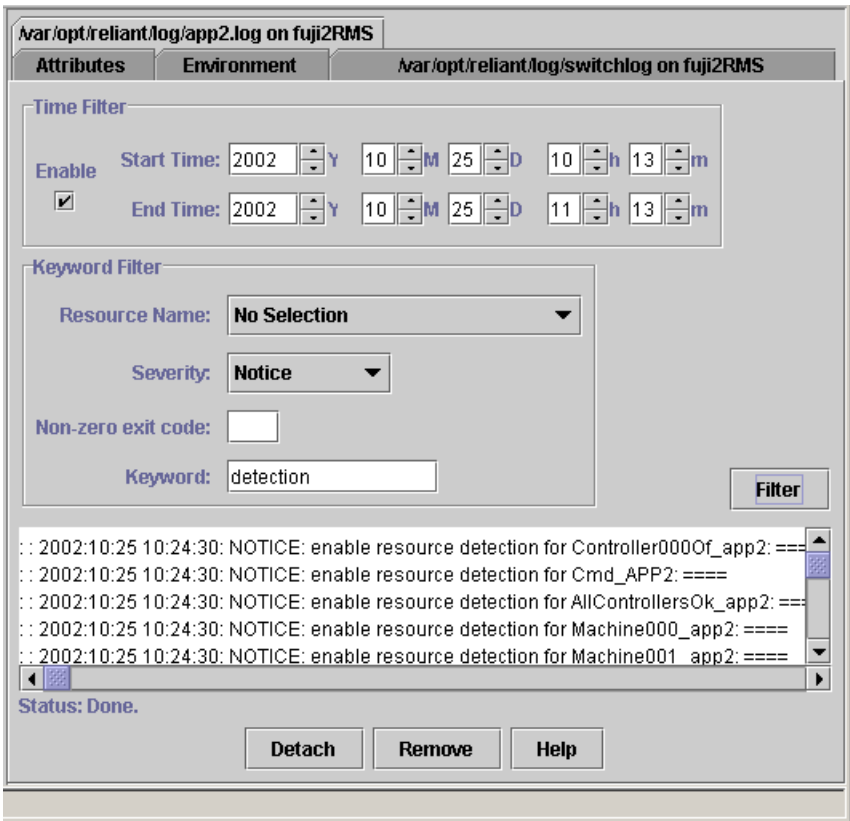 /var/opt/reliant/log/app2.log on fuji2RMS
Attributes Environment /var/opt/reliant/log/switchlog on fuji2RMS
Time Filter
Enable
Start Time: 2002 Y 10 M 25 D 10 h 13 m
End Time: 2002 Y 10 M 25 D 11 h 13 m
Keyword Filter
Resource Name: No Selection
Severity: Notice
Non-zero exit code:
Keyword: detection
Filter
: : 2002:10:25 10:24:30: NOTICE: enable resource detection for Controller000Of_app2: ===
: : 2002:10:25 10:24:30: NOTICE: enable resource detection for Cmd_APP2: ====
: : 2002:10:25 10:24:30: NOTICE: enable resource detection for AllControllersOk_app2: ===
: : 2002:10:25 10:24:30: NOTICE: enable resource detection for Machine000_app2: ====
: : 2002:10:25 10:24:30: NOTICE: enable resource detection for Machine001_app2: ====
Status: Done.
Detach Remove Help